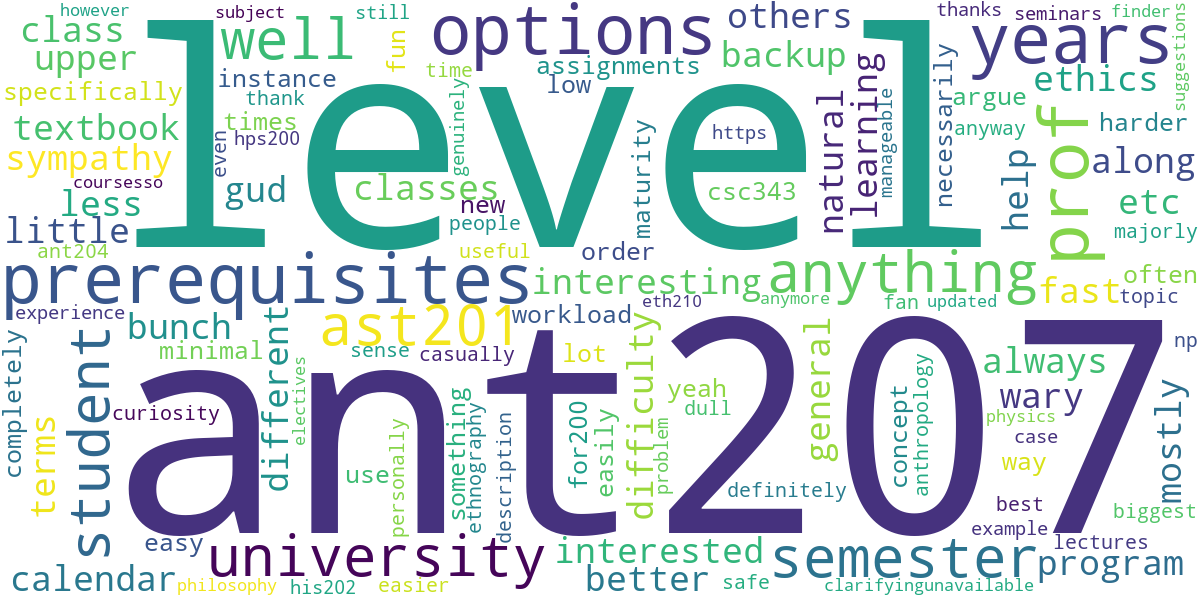 level
ant207
however
subject
still
thanks
seminars
finder
class
well
options
others
years
upper
fun
time
assignments
backup
instance
low
ethics
suggestions
specifically
thank
natural
learning
manageable
necessarily
argue
prof
textbook
times
hps200
even
genuinely
https
anyway
harder
sympathy
coursesso
gud
classes
new
maturity
csc343
help
along
less
people
etc
little
useful
order
majorly
ant204
prerequisites
interesting
anything
often
eth210
anymore
fan
updated
fast
topic
experience
ast201
workload
bunch
student
different
minimal
sense
casually
lot
difficulty
general
always
np
completely
electives
yeah
concept
anthropology
wary
physics
mostly
curiosity
dull
case
terms
use
personally
something
ethnography
description
for200
easily
problem
way
definitely
best
biggest
easy
university
interested
semester
example
lectures
program
calendar
philosophy
his202
easier
better
safe
clarifyingunavailable